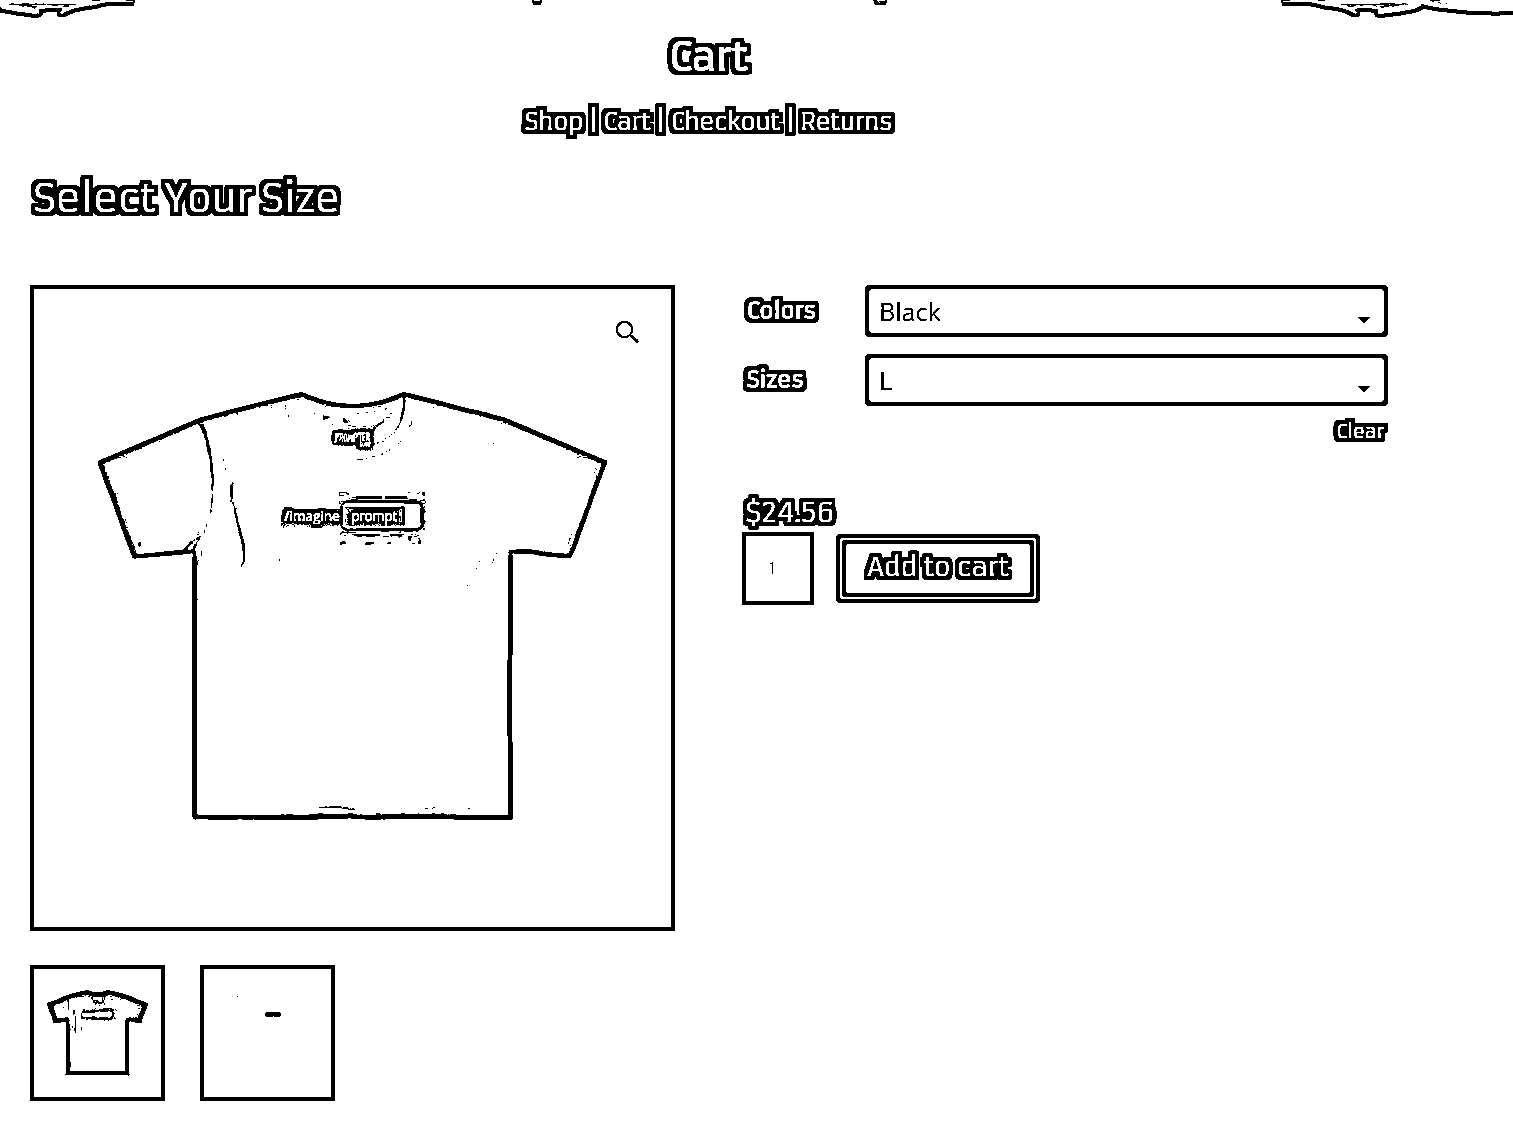 Cart
Shop | Cart | Checkout | Returns
Select Your Size
Colors
Black
Sizes
L
Clear
/imagine prompt
$24.56
1
Add to cart